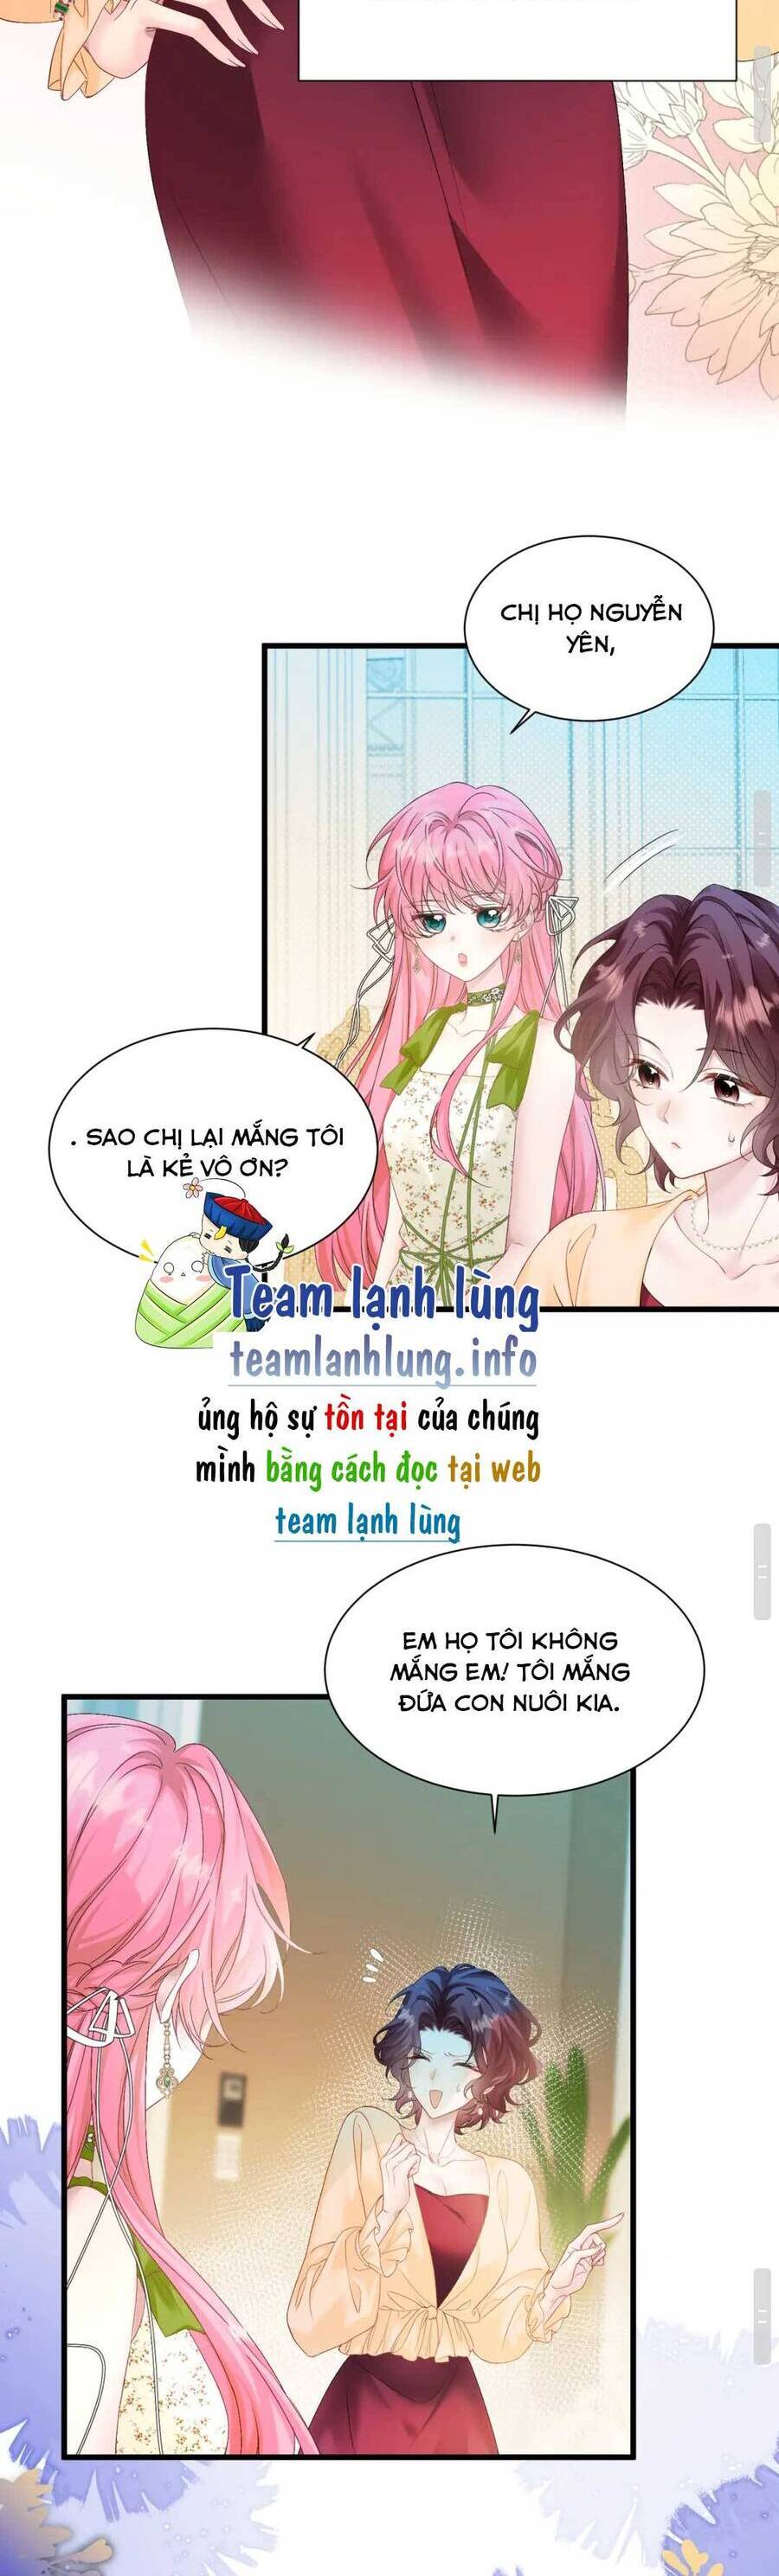 CHỊ HỌ NGUYỄN
YÊN,
. SAO CHỊ LẠI MẮNG TÔI
LÀ KẺ VÔ ƠN?
Team lạnh lùng
teamlanhlung.info
ủng hộ sự tồn tại của chúng
mình bằng cách đọc tại web
team lạnh lùng
EM HỌ TÔI KHÔNG
MẮNG EM! TÔI MẮNG
ĐỨA CON NUÔI KIA.